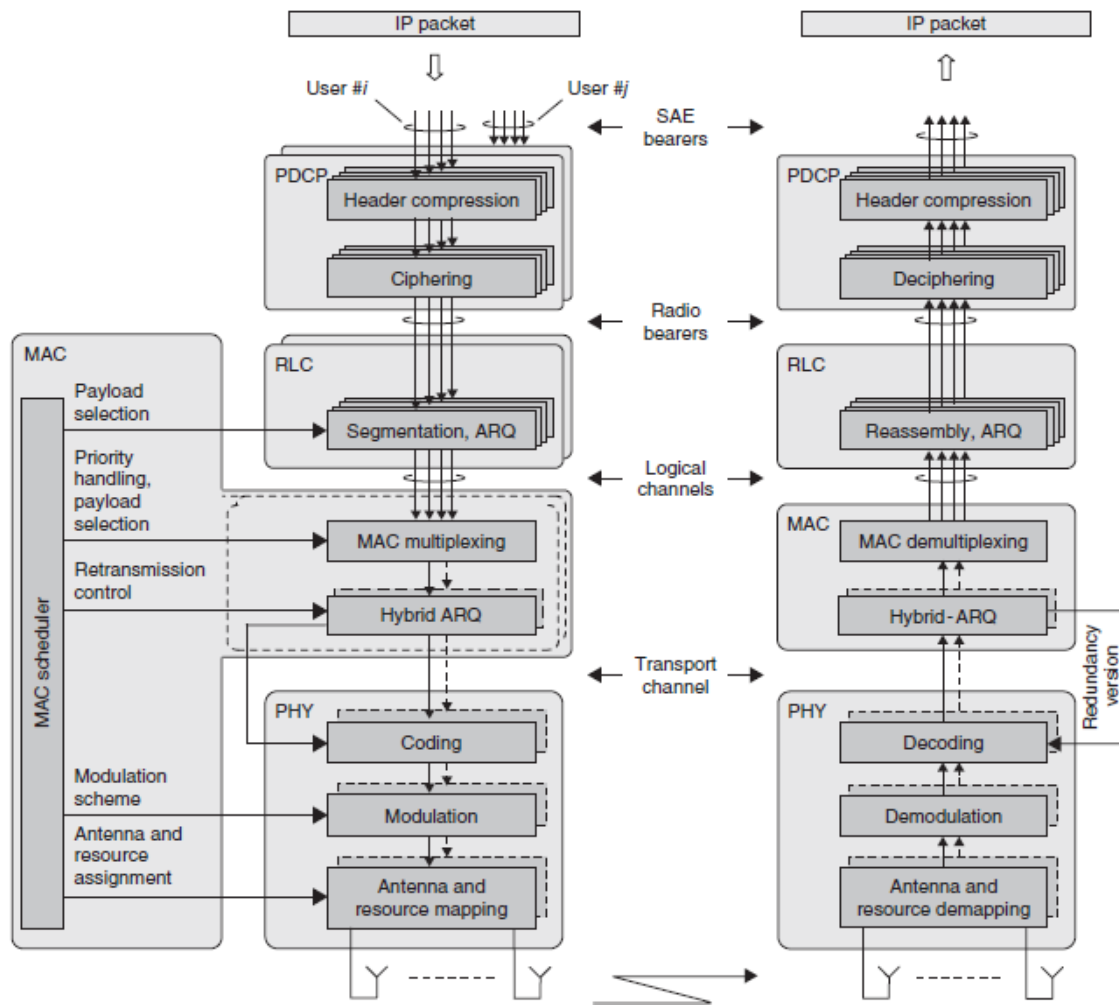 IP packet
IP packet
User #i
User #j
SAE
bearers
PDCP
Header compression
Ciphering
PDCP
Header compression
Deciphering
Radio
bearers
MAC
Payload
selection
Priority
handling,
payload
selection
Retransmission
control
MAC scheduler
Modulation
scheme
Antenna and
resource
assignment
RLC
Segmentation, ARQ
RLC
Reassembly, ARQ
Logical
channels
MAC multiplexing
Hybrid ARQ
MAC
MAC demultiplexing
Hybrid-ARQ
Redundancy
version
Transport
channel
PHY
Coding
Modulation
Antenna and
resource mapping
PHY
Decoding
Demodulation
Antenna and
resource demapping